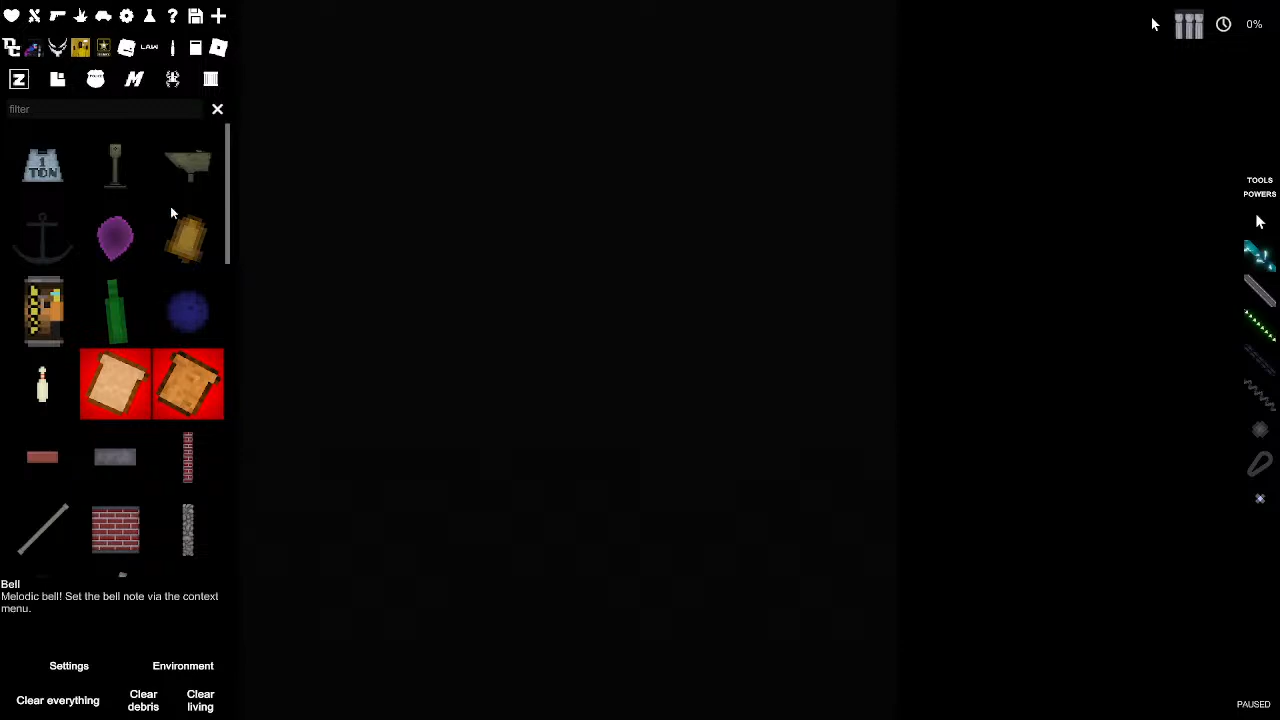 0%
LAW
filter
1
TON
TOOLS
POWERS
Bell
Melodic bell! Set the bell note via the context
menu.
Settings
Environment
Clear everything
Clear
debris
Clear
living
PAUSED